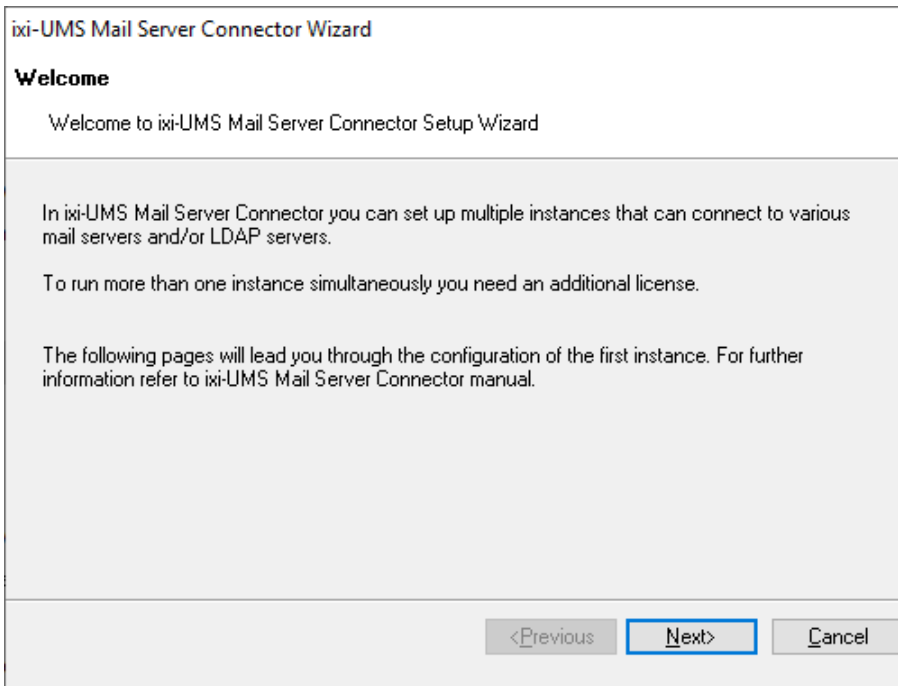 ixi-UMS Mail Server Connector Wizard
Welcome
Welcome to ixi-UMS Mail Server Connector Setup Wizard
In ixi-UMS Mail Server Connector you can set up multiple instances that can connect to various
mail servers and/or LDAP servers.
To run more than one instance simultaneously you need an additional license.
The following pages will lead you through the configuration of the first instance. For further
information refer to ixi-UMS Mail Server Connector manual.
<Previous Next> Cancel